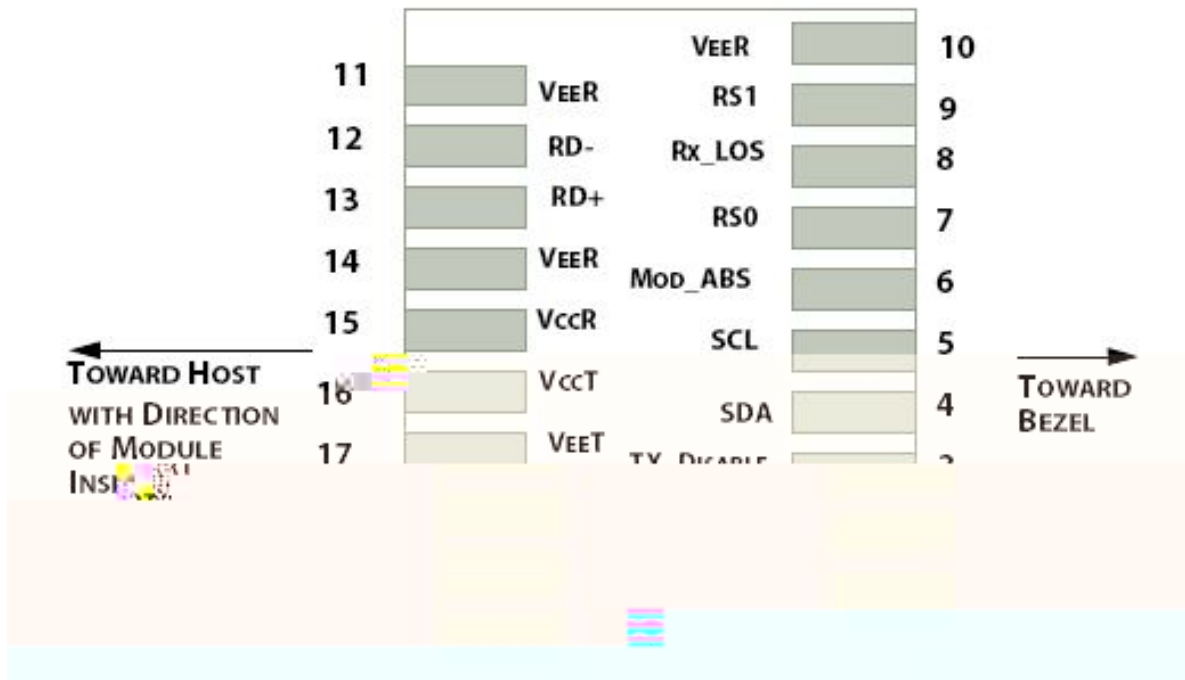 VEER 10
11 VEER
RS1 9
12 RD-
Rx_LOS 8
13 RD+
RS0 7
14 VEER
MOD_ABS 6
15 VCCR
SCL 5
TOWARD HOST
WITH DIRECTION
OF MODULE
16 VCCT
SDA 4
TOWARD
BEZEL
17 VEET